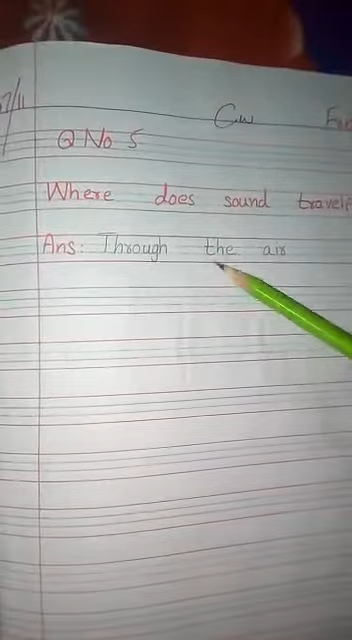 Cw
Q No 5
Where does sound travel?
Ans: Through the air